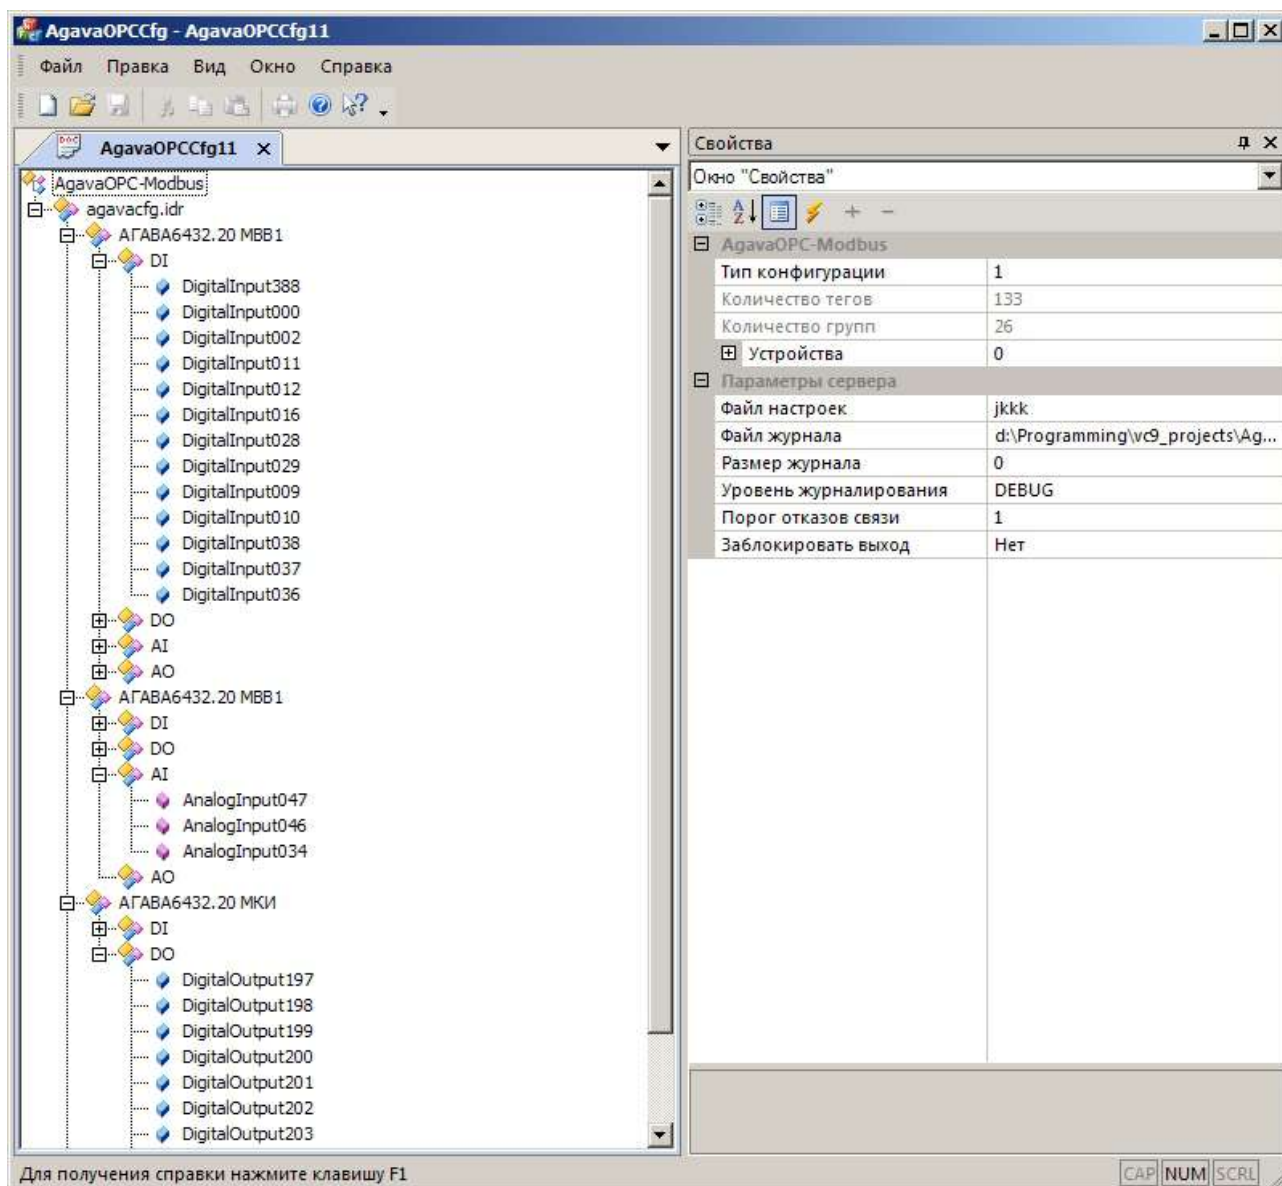 AgavaOPCCfg - AgavaOPCCfg11
Файл Правка Вид Окно Справка
AgavaOPCCfg11
AgavaOPC-Modbus
agavacfg.idr
АГАВА6432.20 МВВ1
DI
DigitalInput388
DigitalInput000
DigitalInput002
DigitalInput011
DigitalInput012
DigitalInput016
DigitalInput028
DigitalInput029
DigitalInput009
DigitalInput010
DigitalInput038
DigitalInput037
DigitalInput036
DO
AI
AO
АГАВА6432.20 МВВ1
DI
DO
AI
AnalogInput047
AnalogInput046
AnalogInput034
AO
АГАВА6432.20 МКИ
DI
DO
DigitalOutput197
DigitalOutput198
DigitalOutput199
DigitalOutput200
DigitalOutput201
DigitalOutput202
DigitalOutput203
Свойства
Окно "Свойства"
AgavaOPC-Modbus
Тип конфигурации 1
Количество тегов 133
Количество групп 26
Устройства 0
Параметры сервера
Файл настроек jkkk
Файл журнала d:\Programming\vc9_projects\Ag...
Размер журнала 0
Уровень журналирования DEBUG
Порог отказов связи 1
Заблокировать выход Нет
Для получения справки нажмите клавишу F1
CAP NUM SCRL